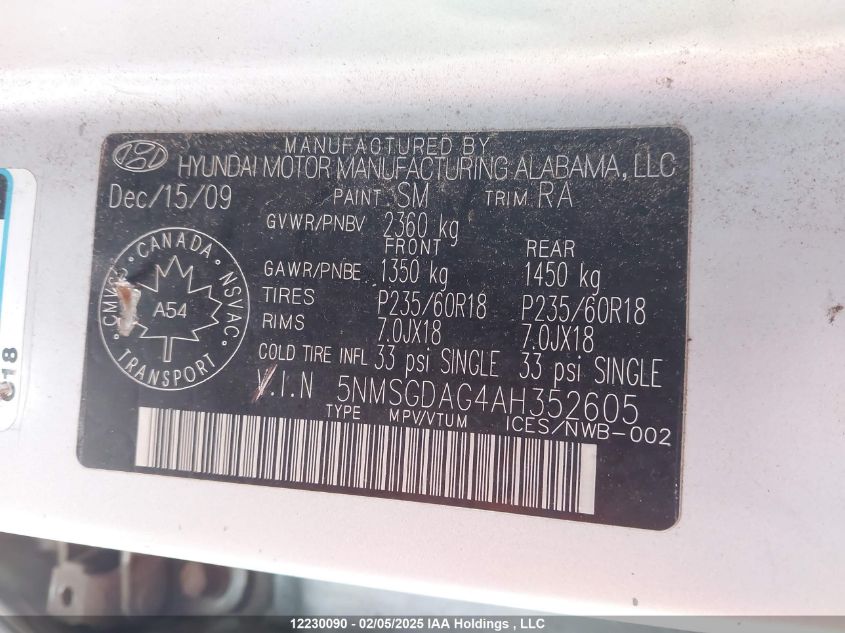 MANUFACTURED BY
HYUNDAI MOTOR MANUFACTURING ALABAMA, LLC
Dec/15/09 PAINT SM TRIM RA
GVWR/PNBV 2360 kg
FRONT REAR
GAWR/PNBE 1350 kg 1450 kg
TIRES P235/60R18 P235/60R18
RIMS 7.0JX18 7.0JX18
COLD TIRE INFL 33 psi SINGLE 33 psi SINGLE
V.I.N 5NMSGDAG4AH352605
TYPE MPV/VTUM ICES/NWB-002
CANADA
NSVAC
A54
TRANSPORT
12230090 - 02/05/2025 IAA Holdings , LLC